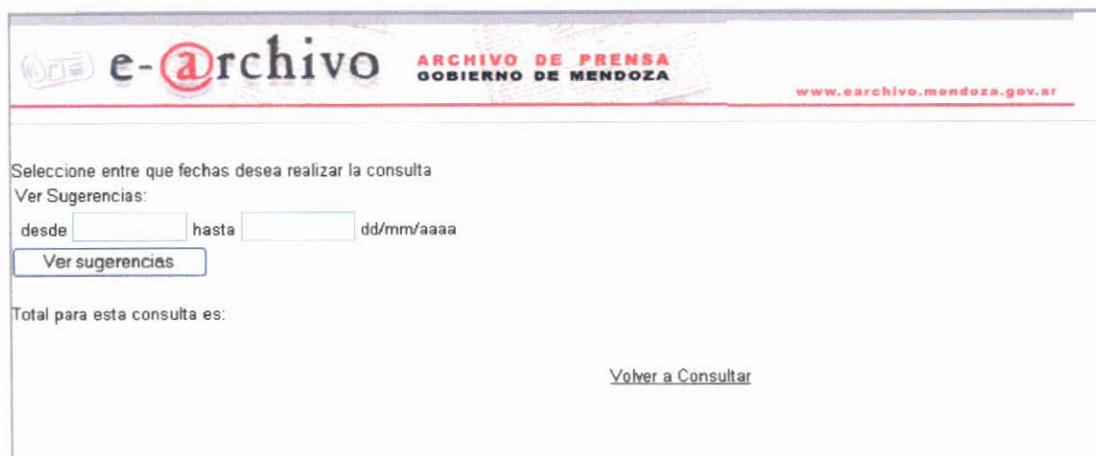 e-@rchivo
ARCHIVO DE PRENSA
GOBIERNO DE MENDOZA
www.earchivo.mendoza.gov.ar
Seleccione entre que fechas desea realizar la consulta
Ver Sugerencias:
desde hasta dd/mm/aaaa
Ver sugerencias
Total para esta consulta es:
Volver a Consultar